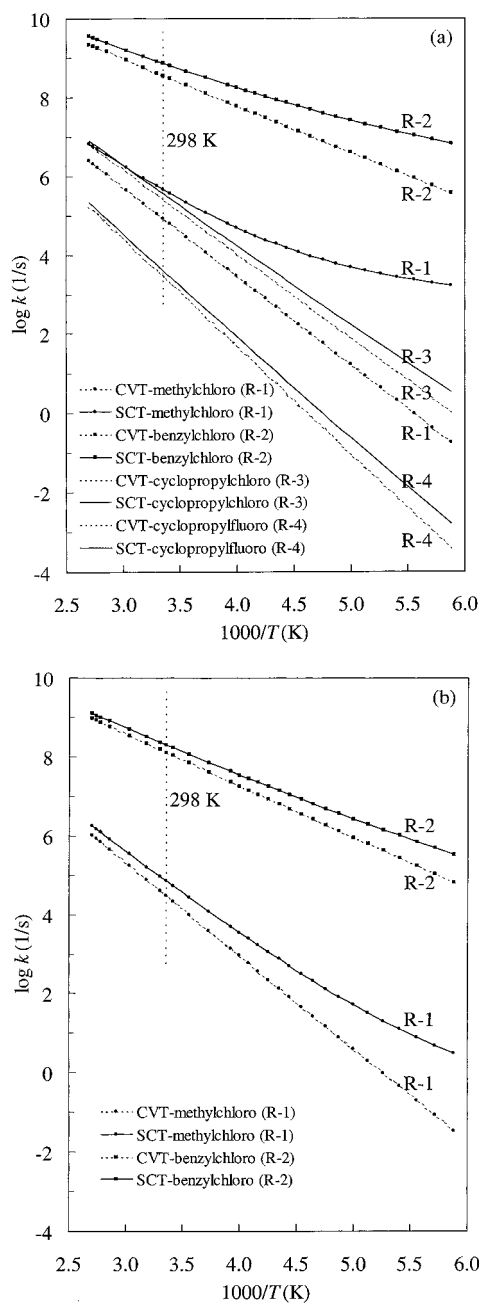 (a)
10
8
6
4
2
0
-2
-4
log k (1/s)
298 K
R-2
R-2
R-1
R-3
R-3
R-1
R-4
R-4
CVT-methylchloro (R-1)
SCT-methylchloro (R-1)
CVT-benzylchloro (R-2)
SCT-benzylchloro (R-2)
CVT-cyclopropylchloro (R-3)
SCT-cyclopropylchloro (R-3)
CVT-cyclopropylfluoro (R-4)
SCT-cyclopropylfluoro (R-4)
2.5 3.0 3.5 4.0 4.5 5.0 5.5 6.0
1000/T (K)
(b)
10
8
6
4
2
0
-2
-4
log k (1/s)
298 K
R-2
R-2
R-1
R-1
CVT-methylchloro (R-1)
SCT-methylchloro (R-1)
CVT-benzylchloro (R-2)
SCT-benzylchloro (R-2)
2.5 3.0 3.5 4.0 4.5 5.0 5.5 6.0
1000/T (K)